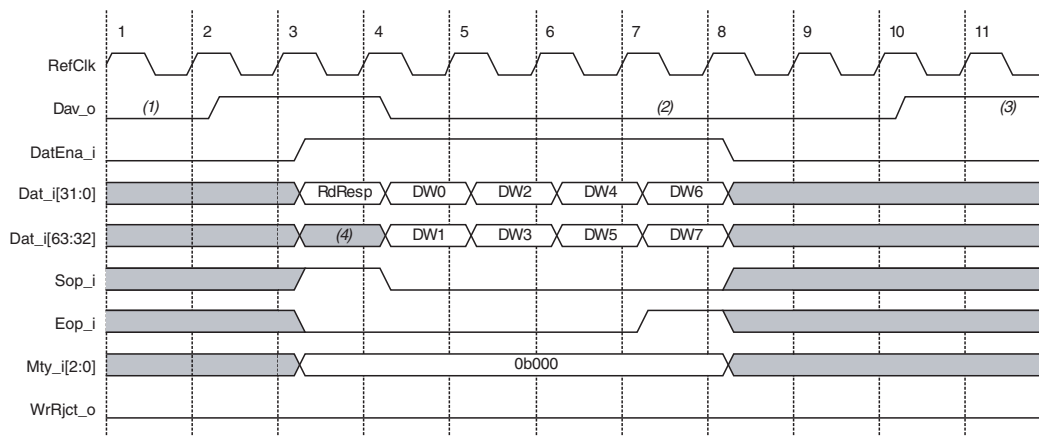 1 2 3 4 5 6 7 8 9 10 11
RefClk
Dav_o (1) (2) (3)
DatEna_i
Dat_i[31:0] RdResp DW0 DW2 DW4 DW6
Dat_i[63:32] (4) DW1 DW3 DW5 DW7
Sop_i
Eop_i
Mty_i[2:0] 0b000
WrRjct_o